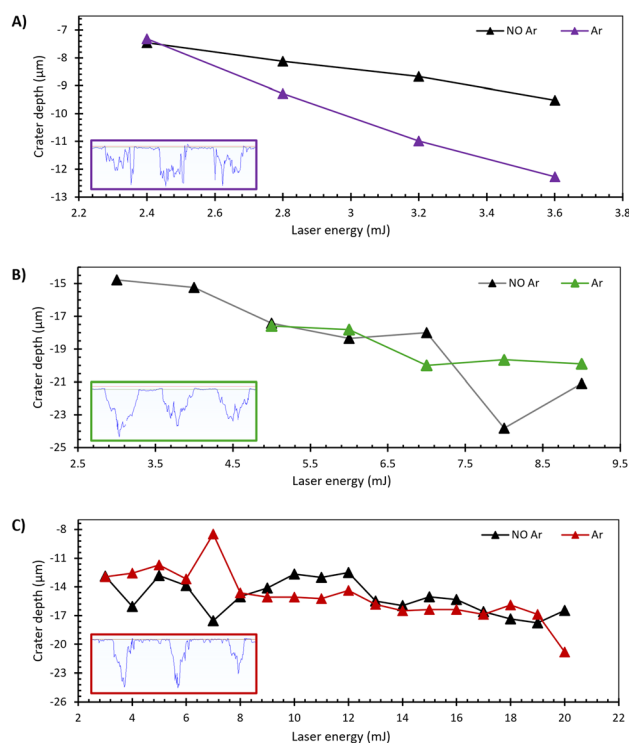 A)
NO Ar Ar
Crater depth (µm)
-7
-8
-9
-10
-11
-12
-13
2.2 2.4 2.6 2.8 3 3.2 3.4 3.6 3.8
Laser energy (mJ)
B)
NO Ar Ar
Crater depth (µm)
-15
-17
-19
-21
-23
-25
2.5 3.5 4.5 5.5 6.5 7.5 8.5 9.5
Laser energy (mJ)
C)
NO Ar Ar
Crater depth (µm)
-8
-11
-14
-17
-20
-23
-26
2 4 6 8 10 12 14 16 18 20 22
Laser energy (mJ)